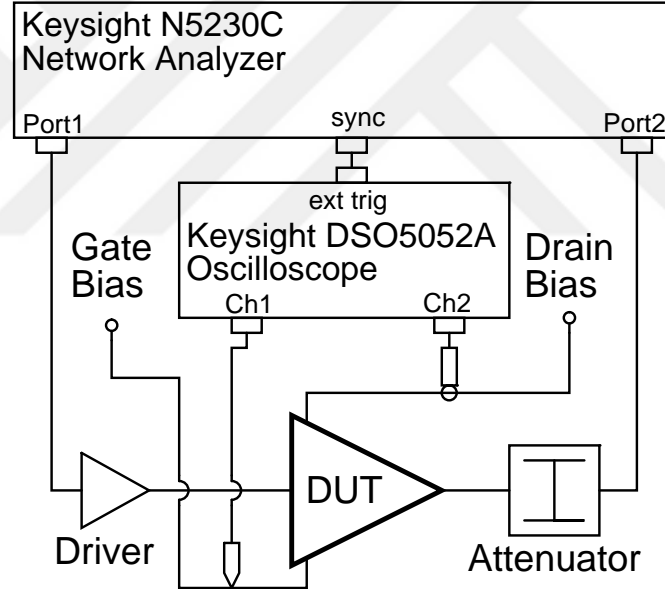 Keysight N5230C
Network Analyzer
Port1
sync
Port2
ext trig
Keysight DSO5052A
Oscilloscope
Gate
Bias
Drain
Bias
Ch1
Ch2
DUT
Driver
Attenuator